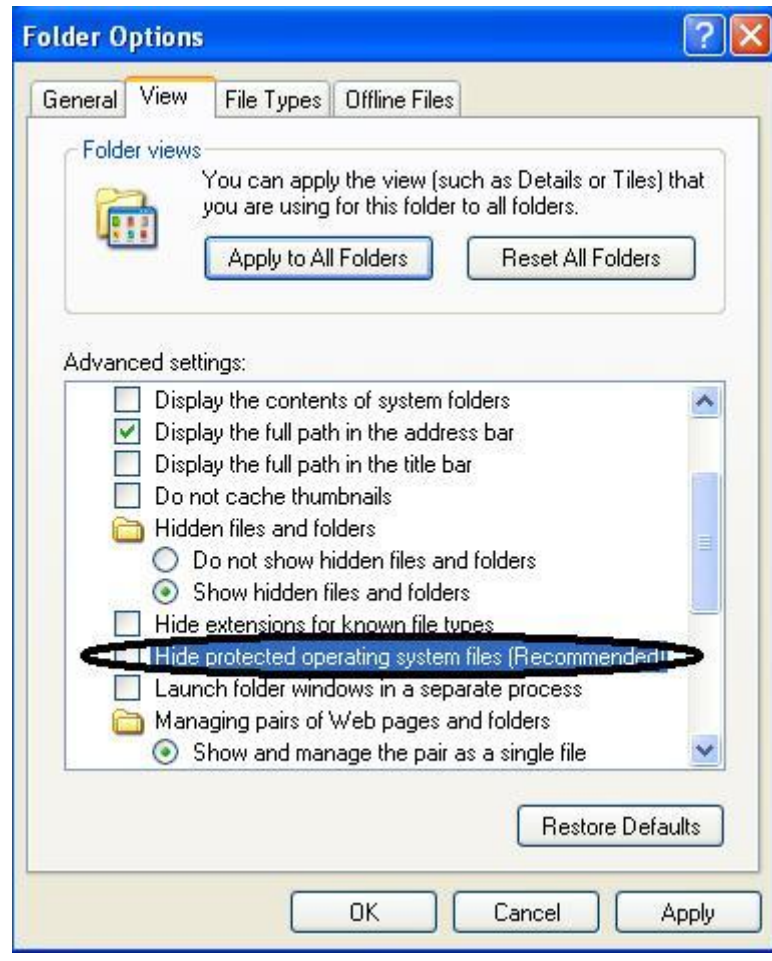 Folder Options
General View File Types Offline Files
Folder views
You can apply the view (such as Details or Tiles) that
you are using for this folder to all folders.
Apply to All Folders Reset All Folders
Advanced settings:
Display the contents of system folders
Display the full path in the address bar
Display the full path in the title bar
Do not cache thumbnails
Hidden files and folders
Do not show hidden files and folders
Show hidden files and folders
Hide extensions for known file types
Hide protected operating system files (Recommended)
Launch folder windows in a separate process
Managing pairs of Web pages and folders
Show and manage the pair as a single file
Restore Defaults
OK Cancel Apply